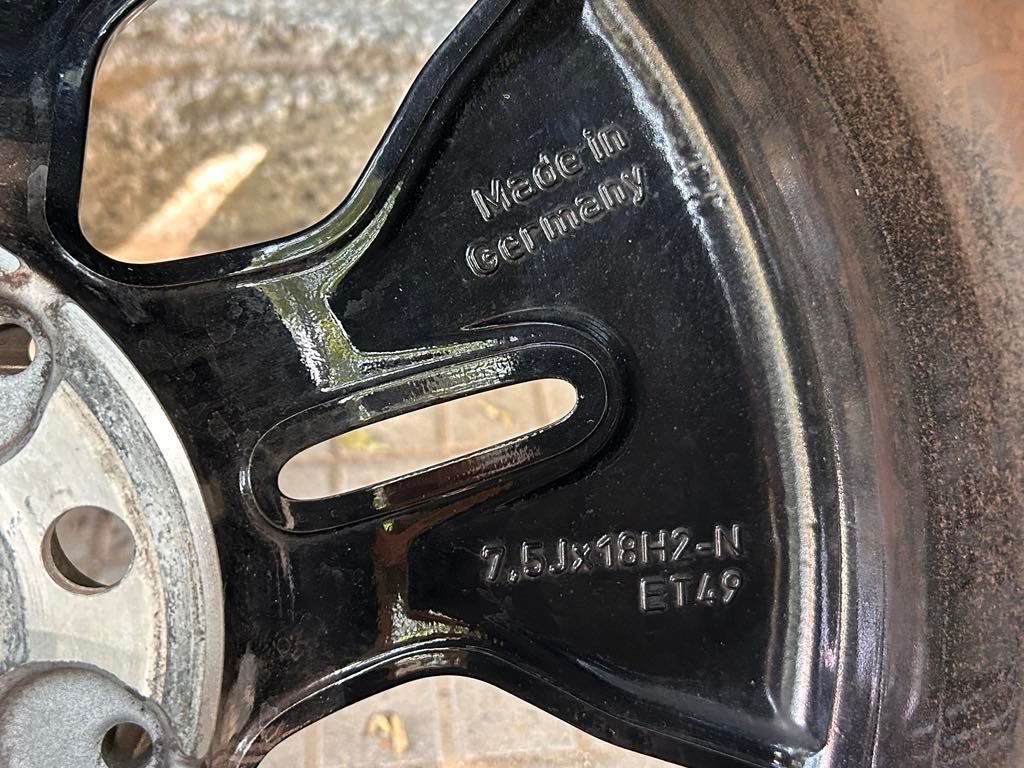 Made in
Germany
7.5Jx18H2-N
ET49